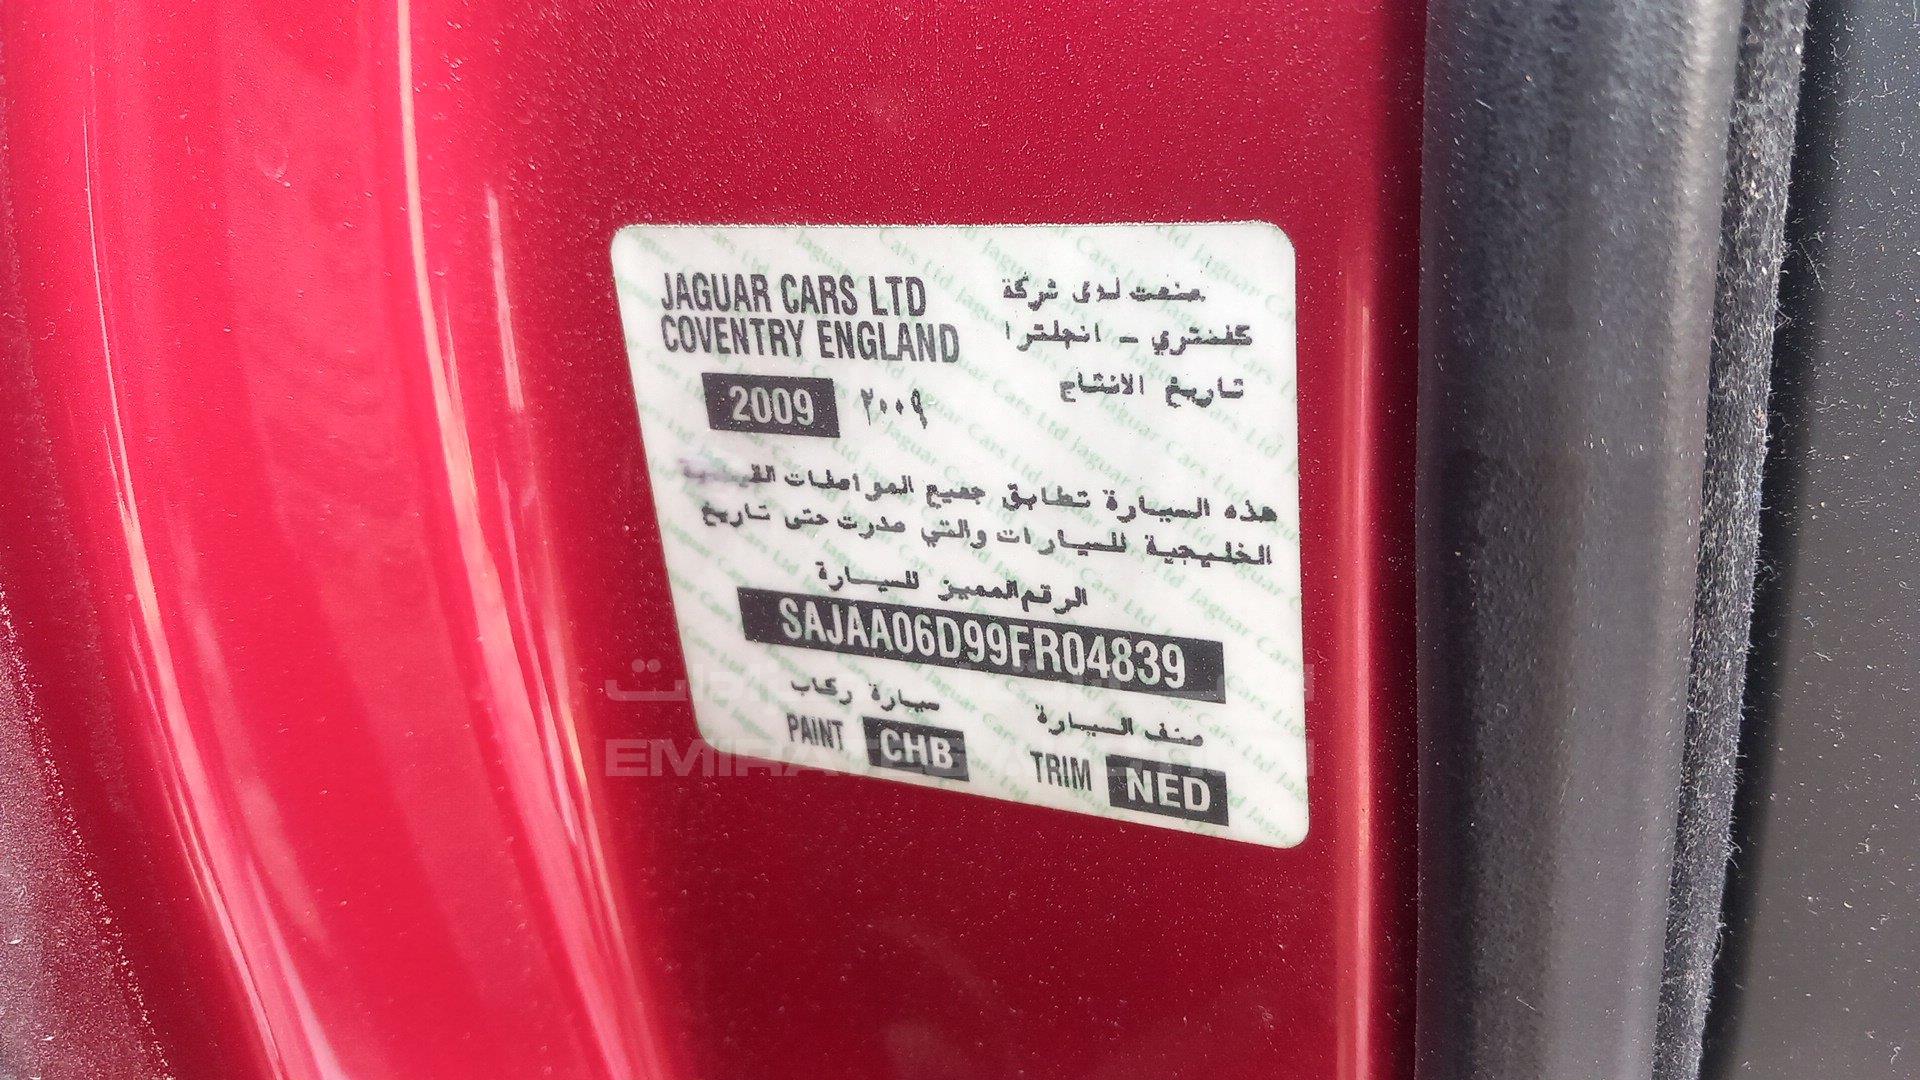 JAGUAR CARS LTD
صنعت لدى شركة
COVENTRY ENGLAND
كفنتري - انجلترا
2009 ٢٠٠٩ تاريخ الانتاج
هذه السيارة تطابق جميع المواصفات القياسية
الخليجية للسيارات والتي صدرت حتى تاريخ
الرقم المميز للسيارة
SAJAA06D99FR04839
سيارة ركاب
صنف السيارة
PAINT CHB
TRIM NED
EMIRATES AUCTION